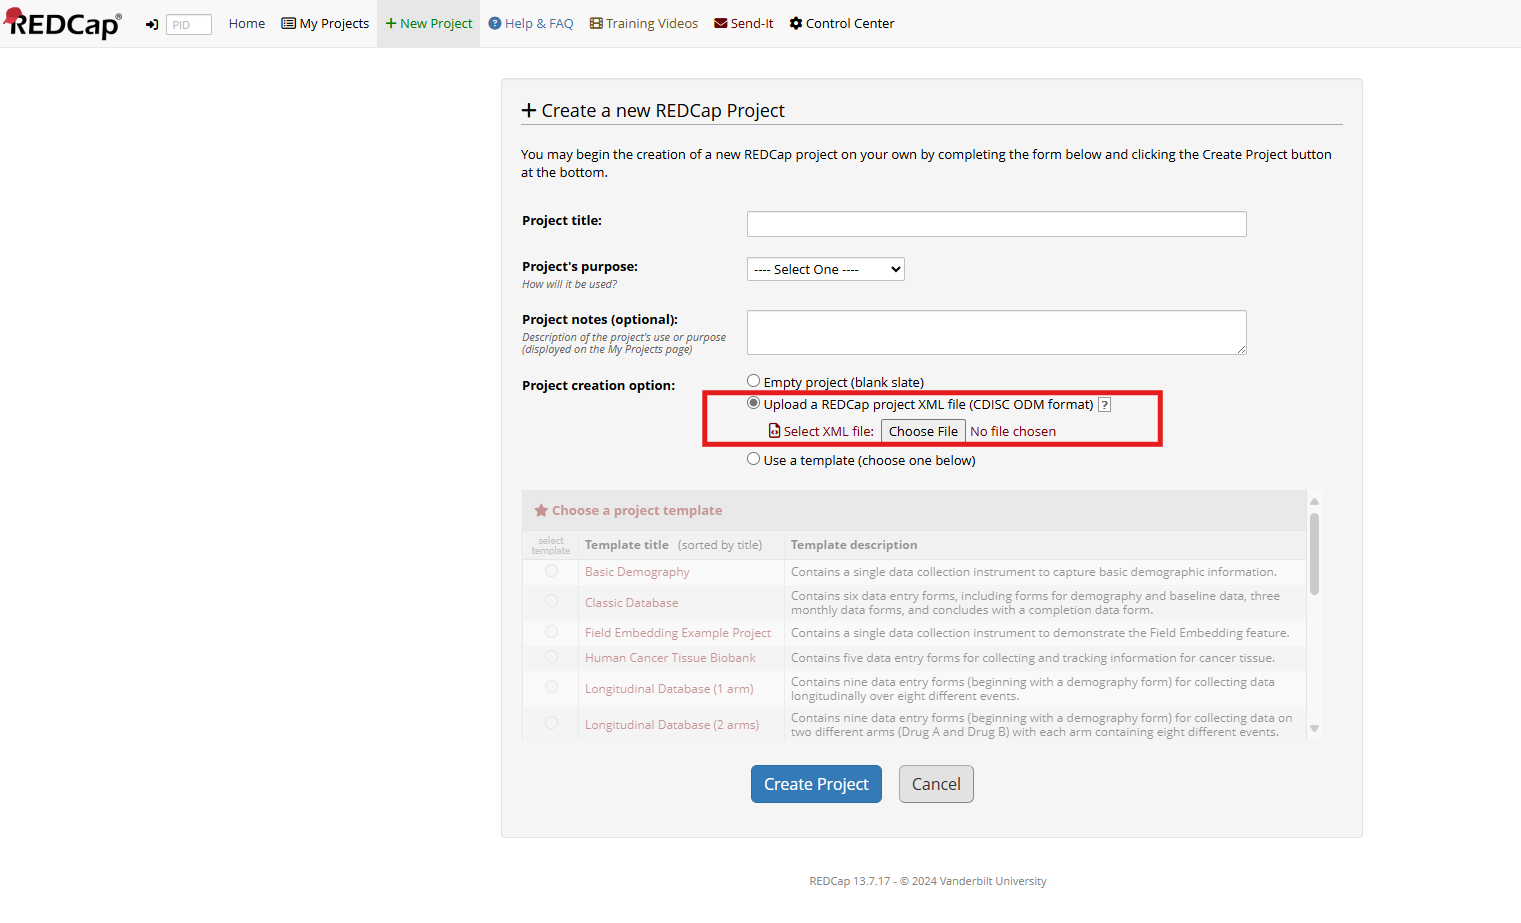 REDCap®
PID
Home
My Projects
New Project
Help & FAQ
Training Videos
Send-It
Control Center
Create a new REDCap Project
You may begin the creation of a new REDCap project on your own by completing the form below and clicking the Create Project button
at the bottom.
Project title:
Project's purpose:
How will it be used?
---- Select One ----
Project notes (optional):
Description of the project's use or purpose
(displayed on the My Projects page)
Project creation option:
Empty project (blank slate)
Upload a REDCap project XML file (CDISC ODM format) ?
Select XML file: Choose File No file chosen
Use a template (choose one below)
Choose a project template
select
template
Template title (sorted by title)
Template description
Basic Demography
Contains a single data collection instrument to capture basic demographic information.
Classic Database
Contains six data entry forms, including forms for demography and baseline data, three
monthly data forms, and concludes with a completion data form.
Field Embedding Example Project
Contains a single data collection instrument to demonstrate the Field Embedding feature.
Human Cancer Tissue Biobank
Contains five data entry forms for collecting and tracking information for cancer tissue.
Longitudinal Database (1 arm)
Contains nine data entry forms (beginning with a demography form) for collecting data
longitudinally over eight different events.
Longitudinal Database (2 arms)
Contains nine data entry forms (beginning with a demography form) for collecting data on
two different arms (Drug A and Drug B) with each arm containing eight different events.
Create Project
Cancel
REDCap 13.7.17 - © 2024 Vanderbilt University